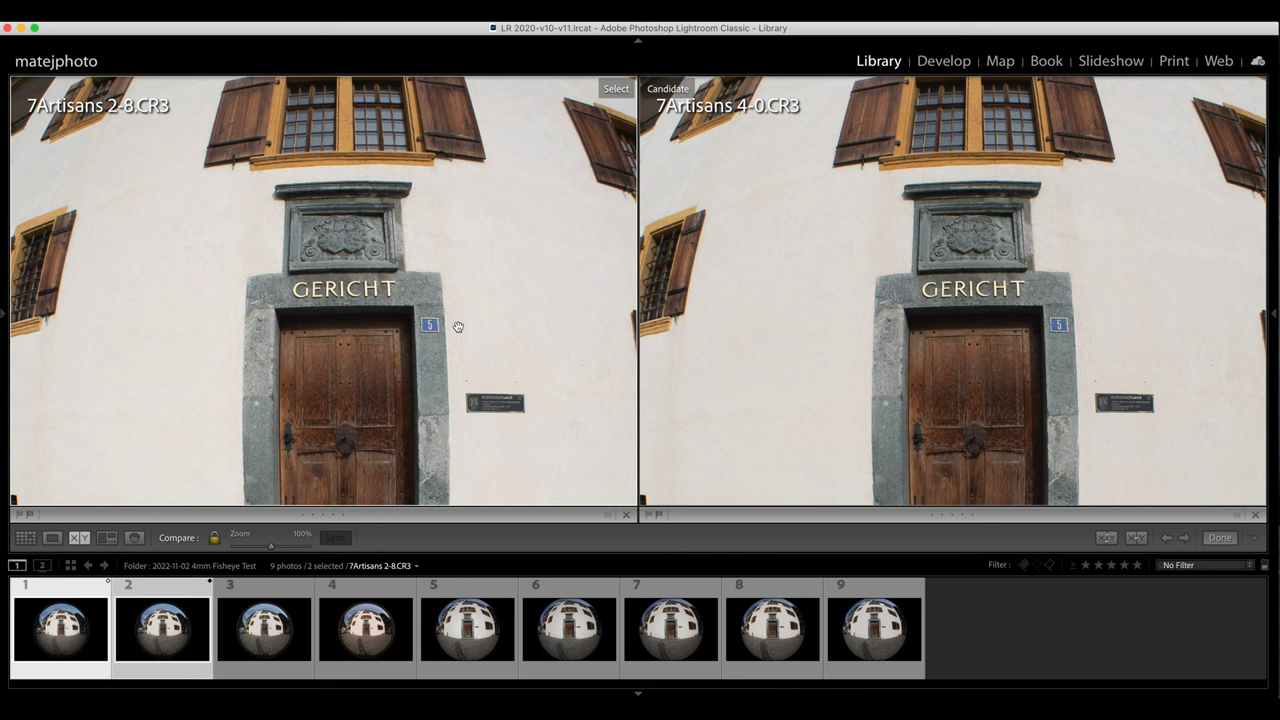 LR 2020-v10-v11.lrcat - Adobe Photoshop Lightroom Classic - Library
matejphoto
Library | Develop | Map | Book | Slideshow | Print | Web
7Artisans 2-8.CR3
Select
Candidate
7Artisans 4-0.CR3
GERICHT
5
GERICHT
5
X Y
Compare :
Zoom
100%
Sync
Done
1
2
Folder : 2022-11-02 4mm Fisheye Test
9 photos / 2 selected / 7Artisans 2-8.CR3
Filter :
No Filter
1
2
3
4
5
6
7
8
9